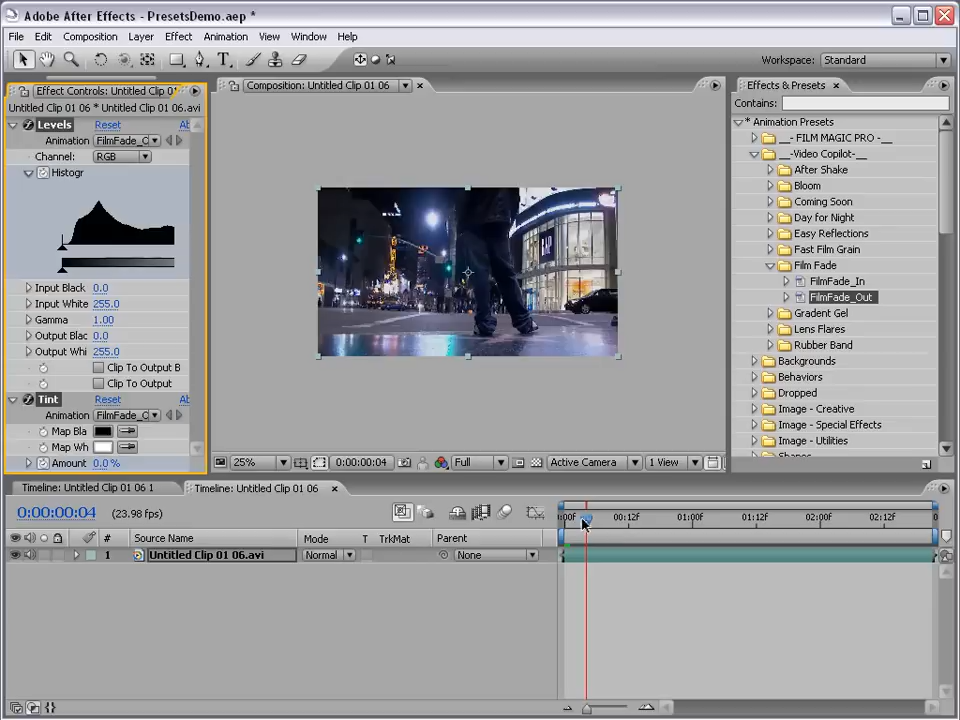 Adobe After Effects - PresetsDemo.aep *
File Edit Composition Layer Effect Animation View Window Help
Workspace: Standard
Effect Controls: Untitled Clip 01
Untitled Clip 01 06 * Untitled Clip 01 06.avi
Levels Reset Ab
Animation FilmFade_O
Channel: RGB
Histogr
Input Black 0.0
Input White 255.0
Gamma 1.00
Output Blac 0.0
Output Whi 255.0
Clip To Output B
Clip To Output
Tint Reset Ab
Animation FilmFade_O
Map Bla
Map Wh
Amount 0.0 %
Composition: Untitled Clip 01 06
GAP
25% 0:00:00:04 Full Active Camera 1 View
Effects & Presets
Contains:
* Animation Presets
__- FILM MAGIC PRO -__
__-Video Copilot-__
After Shake
Bloom
Coming Soon
Day for Night
Easy Reflections
Fast Film Grain
Film Fade
FilmFade_In
FilmFade_Out
Gradent Gel
Lens Flares
Rubber Band
Backgrounds
Behaviors
Dropped
Image - Creative
Image - Special Effects
Image - Utilities
Shapes
Timeline: Untitled Clip 01 06 1 Timeline: Untitled Clip 01 06
0:00:00:04 (23.98 fps)
:00f 00:12f 01:00f 01:12f 02:00f 02:12f 0
# Source Name Mode T TrkMat Parent
1 Untitled Clip 01 06.avi Normal None